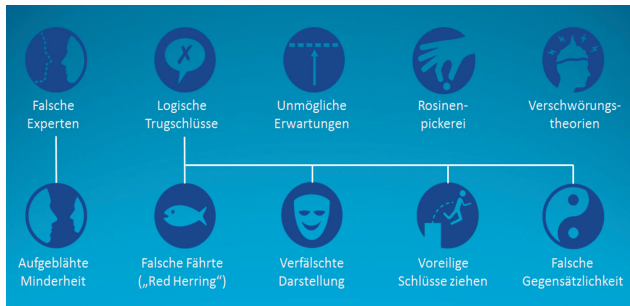 Falsche
Experten
Logische
Trugschlüsse
Unmögliche
Erwartungen
Rosinen-
pickerei
Verschwörungs-
theorien
Aufgeblähte
Minderheit
Falsche Fährte
(„Red Herring“)
Verfälschte
Darstellung
Voreilige
Schlüsse ziehen
Falsche
Gegensätzlichkeit